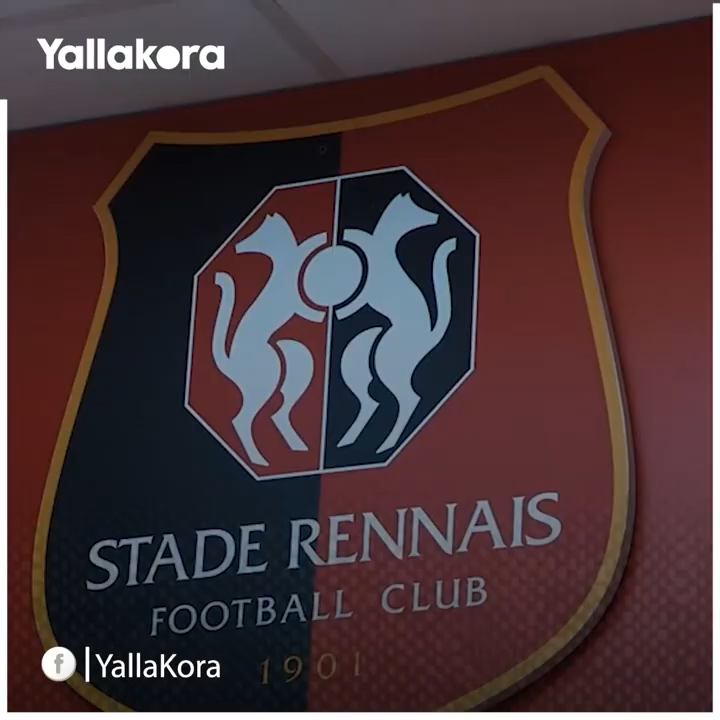 Yallakora
STADE RENNAIS
FOOTBALL CLUB
f | YallaKora
1901